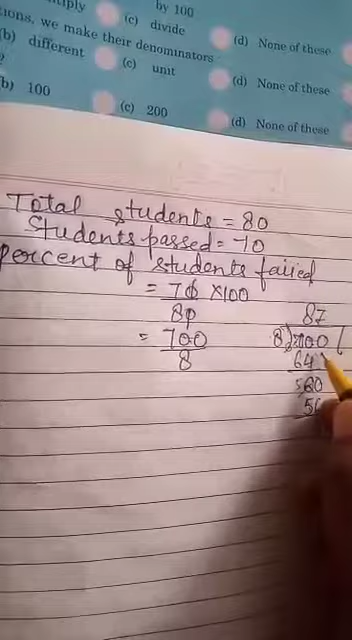 by 100
(c) divide
(d) None of these
ions, we make their denominators
(b) different
(c) unit
(d) None of these
(b) 100
(c) 200
(d) None of these
Total students = 80
Students passed = 70
Percent of students failed
= 70 × 100
80
= 700
8
87
8)700(
64
560
56